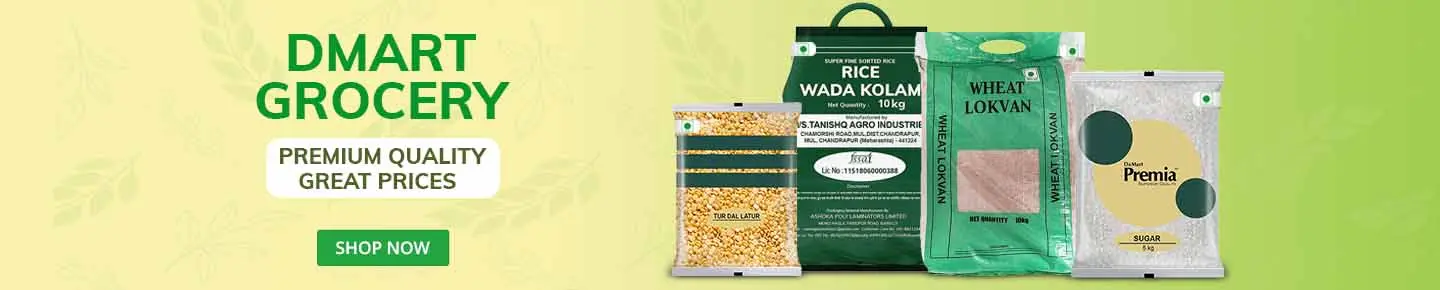 DMART
GROCERY
PREMIUM QUALITY
GREAT PRICES
SHOP NOW
TUR DAL LATUR
SUPER FINE SORTED RICE
RICE
WADA KOLAM
Net Quantity : 10kg
Manufactured by
S.TANISHQ AGRO INDUSTRIE
CHAMORSHI ROAD,MUL,DIST.CHANDRAPUR,
MUL, CHANDRAPUR (Maharashtra) - 441224
fssai
Lic No :11518060000388
Disclaimer
ASHOKA POLY LAMINATORS LIMITED
WHEAT
LOKVAN
WHEAT LOKVAN
WHEAT LOKVAN
NET QUANTITY 10kg
DMart
Premia
SUGAR
5 kg